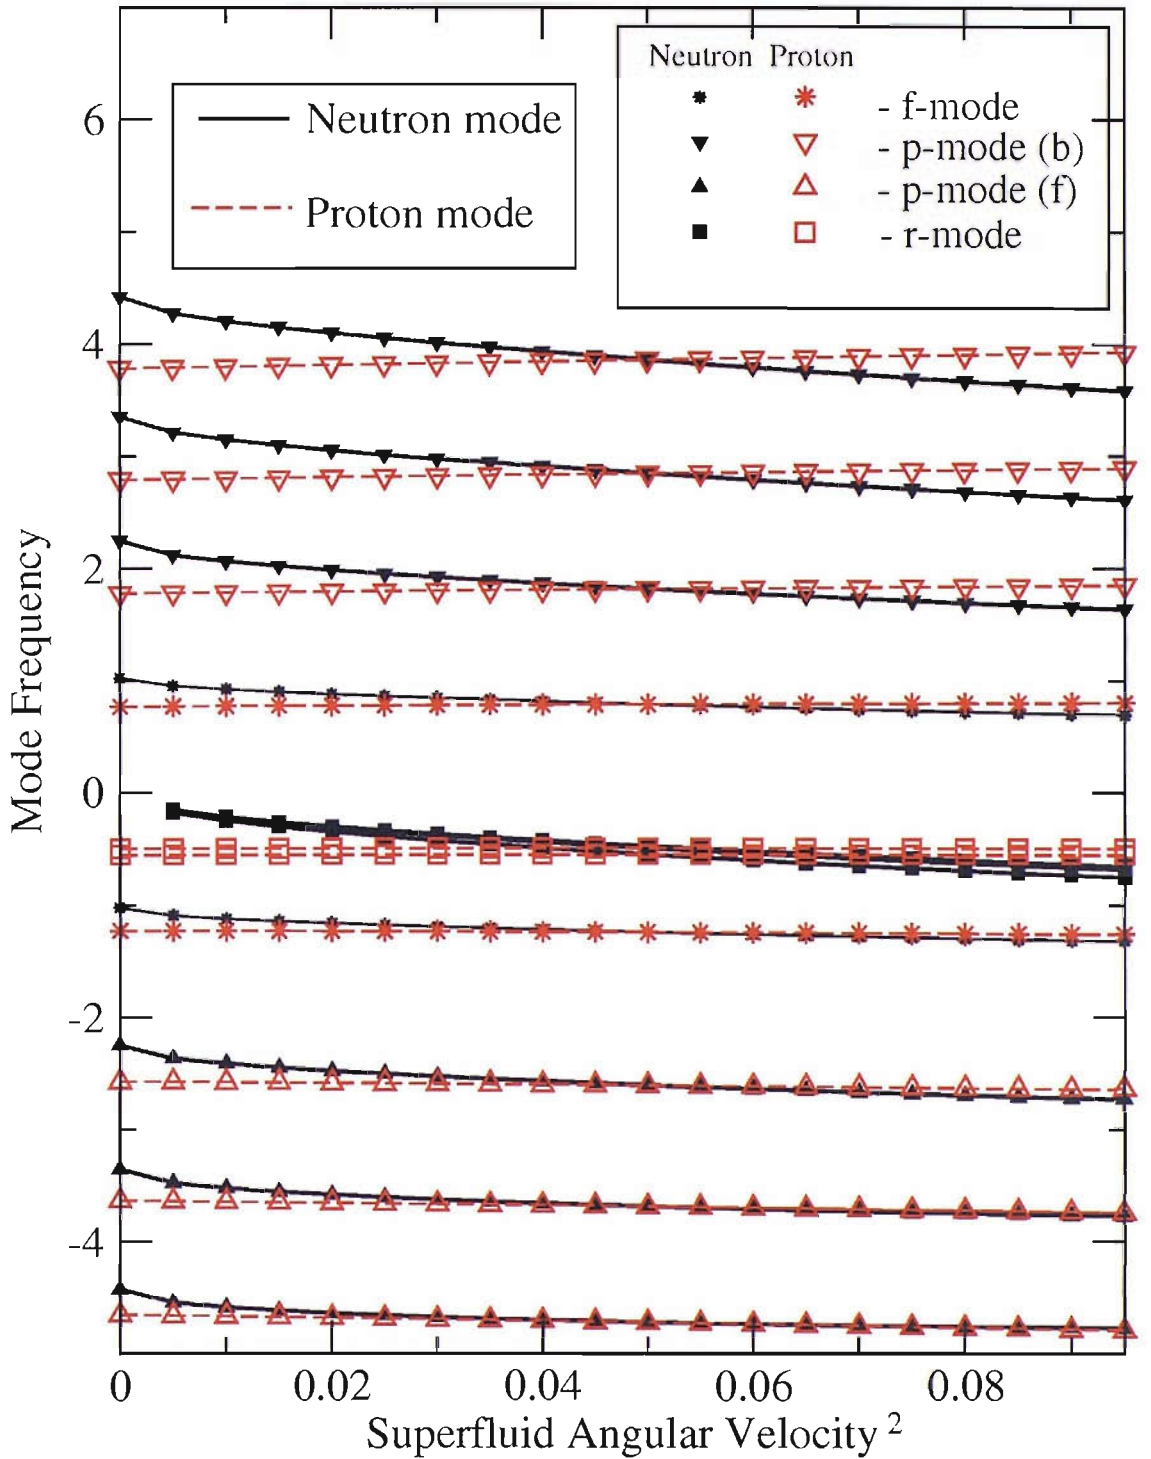 Neutron Proton
- f-mode
- p-mode (b)
- p-mode (f)
- r-mode
Neutron mode
Proton mode
6
4
2
0
-2
-4
Mode Frequency
0 0.02 0.04 0.06 0.08
Superfluid Angular Velocity 2